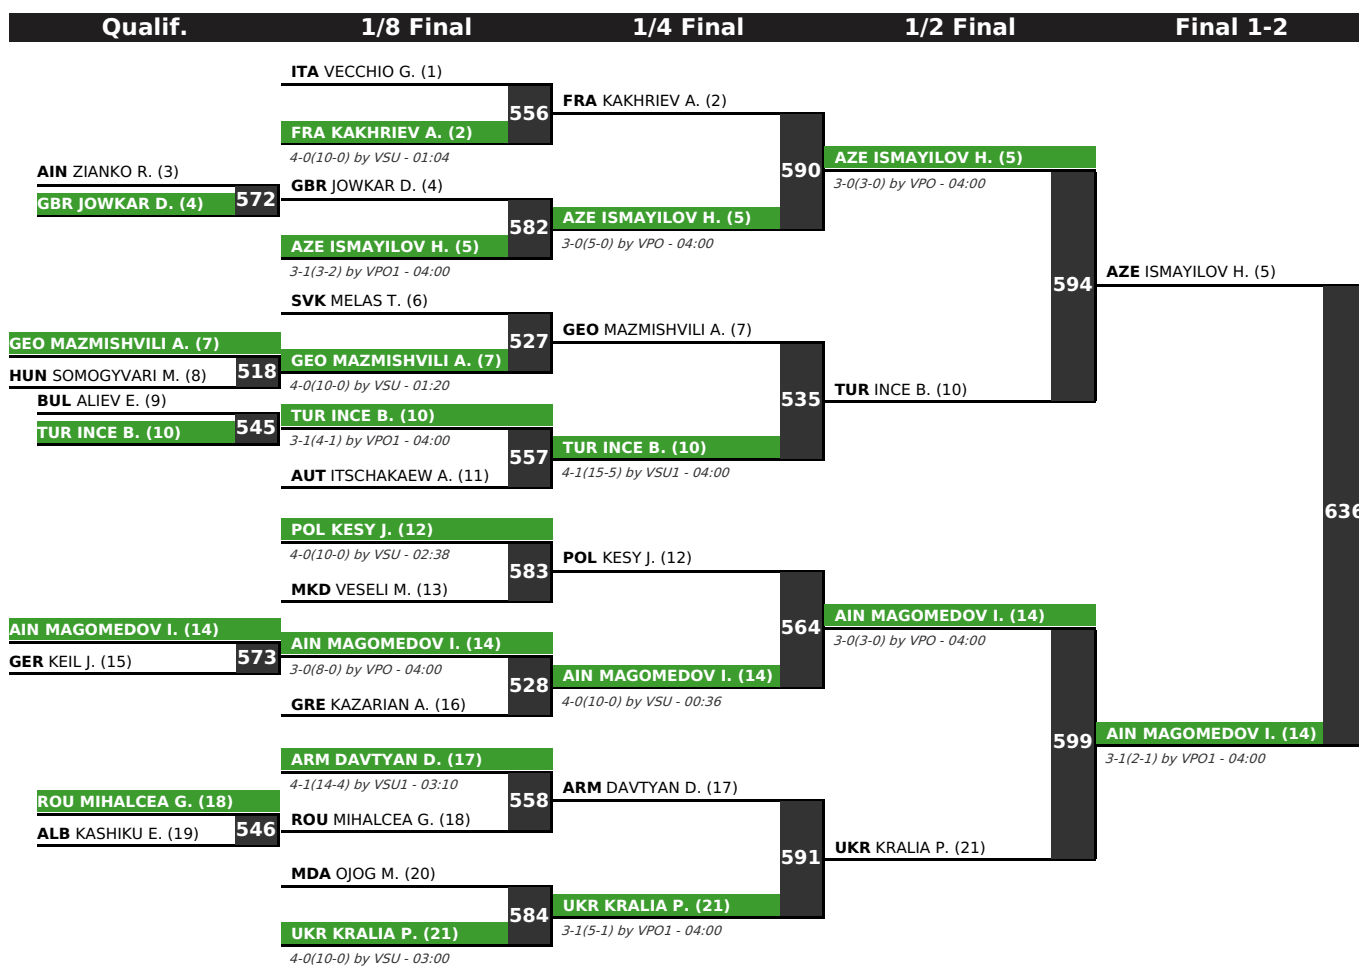 Qualif.
1/8 Final
1/4 Final
1/2 Final
Final 1-2
AIN ZIANKO R. (3)
GBR JOWKAR D. (4)
572
GEO MAZMISHVILI A. (7)
HUN SOMOGYVARI M. (8)
518
BUL ALIEV E. (9)
TUR INCE B. (10)
545
AIN MAGOMEDOV I. (14)
GER KEIL J. (15)
573
ROU MIHALCEA G. (18)
ALB KASHIKU E. (19)
546
ITA VECCHIO G. (1)
556
FRA KAKHRIEV A. (2)
4-0(10-0) by VSU - 01:04
GBR JOWKAR D. (4)
582
AZE ISMAYILOV H. (5)
3-1(3-2) by VPO1 - 04:00
SVK MELAS T. (6)
527
GEO MAZMISHVILI A. (7)
4-0(10-0) by VSU - 01:20
TUR INCE B. (10)
3-1(4-1) by VPO1 - 04:00
557
AUT ITSCHAKAEW A. (11)
POL KESY J. (12)
4-0(10-0) by VSU - 02:38
583
MKD VESELI M. (13)
AIN MAGOMEDOV I. (14)
3-0(8-0) by VPO - 04:00
528
GRE KAZARIAN A. (16)
ARM DAVTYAN D. (17)
4-1(14-4) by VSU1 - 03:10
558
ROU MIHALCEA G. (18)
MDA OJOG M. (20)
584
UKR KRALIA P. (21)
4-0(10-0) by VSU - 03:00
FRA KAKHRIEV A. (2)
590
AZE ISMAYILOV H. (5)
3-0(5-0) by VPO - 04:00
GEO MAZMISHVILI A. (7)
535
TUR INCE B. (10)
4-1(15-5) by VSU1 - 04:00
POL KESY J. (12)
564
AIN MAGOMEDOV I. (14)
4-0(10-0) by VSU - 00:36
ARM DAVTYAN D. (17)
591
UKR KRALIA P. (21)
3-1(5-1) by VPO1 - 04:00
AZE ISMAYILOV H. (5)
3-0(3-0) by VPO - 04:00
594
TUR INCE B. (10)
AIN MAGOMEDOV I. (14)
3-0(3-0) by VPO - 04:00
599
UKR KRALIA P. (21)
AZE ISMAYILOV H. (5)
636
AIN MAGOMEDOV I. (14)
3-1(2-1) by VPO1 - 04:00